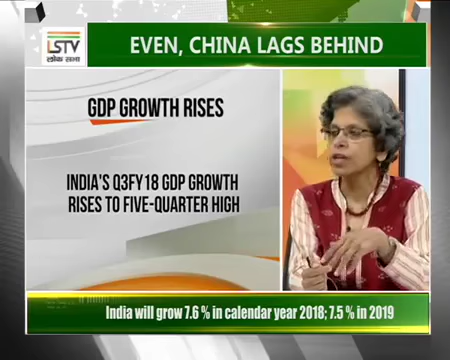 LSTV
लोक सभा
EVEN, CHINA LAGS BEHIND
GDP GROWTH RISES
INDIA'S Q3FY18 GDP GROWTH
RISES TO FIVE-QUARTER HIGH
India will grow 7.6 % in calendar year 2018; 7.5 % in 2019